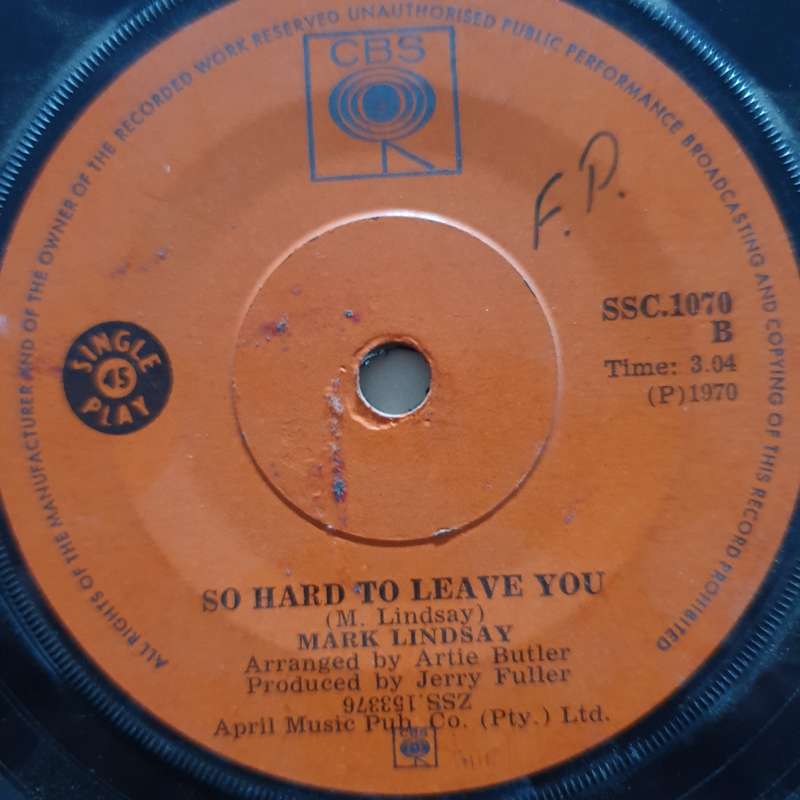 ALL RIGHTS OF THE MANUFACTURER AND OF THE OWNER OF THE RECORDED WORK RESERVED UNAUTHORISED PUBLIC PERFORMANCE BROADCASTING AND COPYING OF THIS RECORD PROHIBITED
CBS
F.P.
SSC.1070
B
Time: 3.04
(P)1970
SINGLE
45
PLAY
SO HARD TO LEAVE YOU
(M. Lindsay)
MARK LINDSAY
Arranged by Artie Butler
Produced by Jerry Fuller
ZSS.153376
April Music Pub. Co. (Pty.) Ltd.
CBS